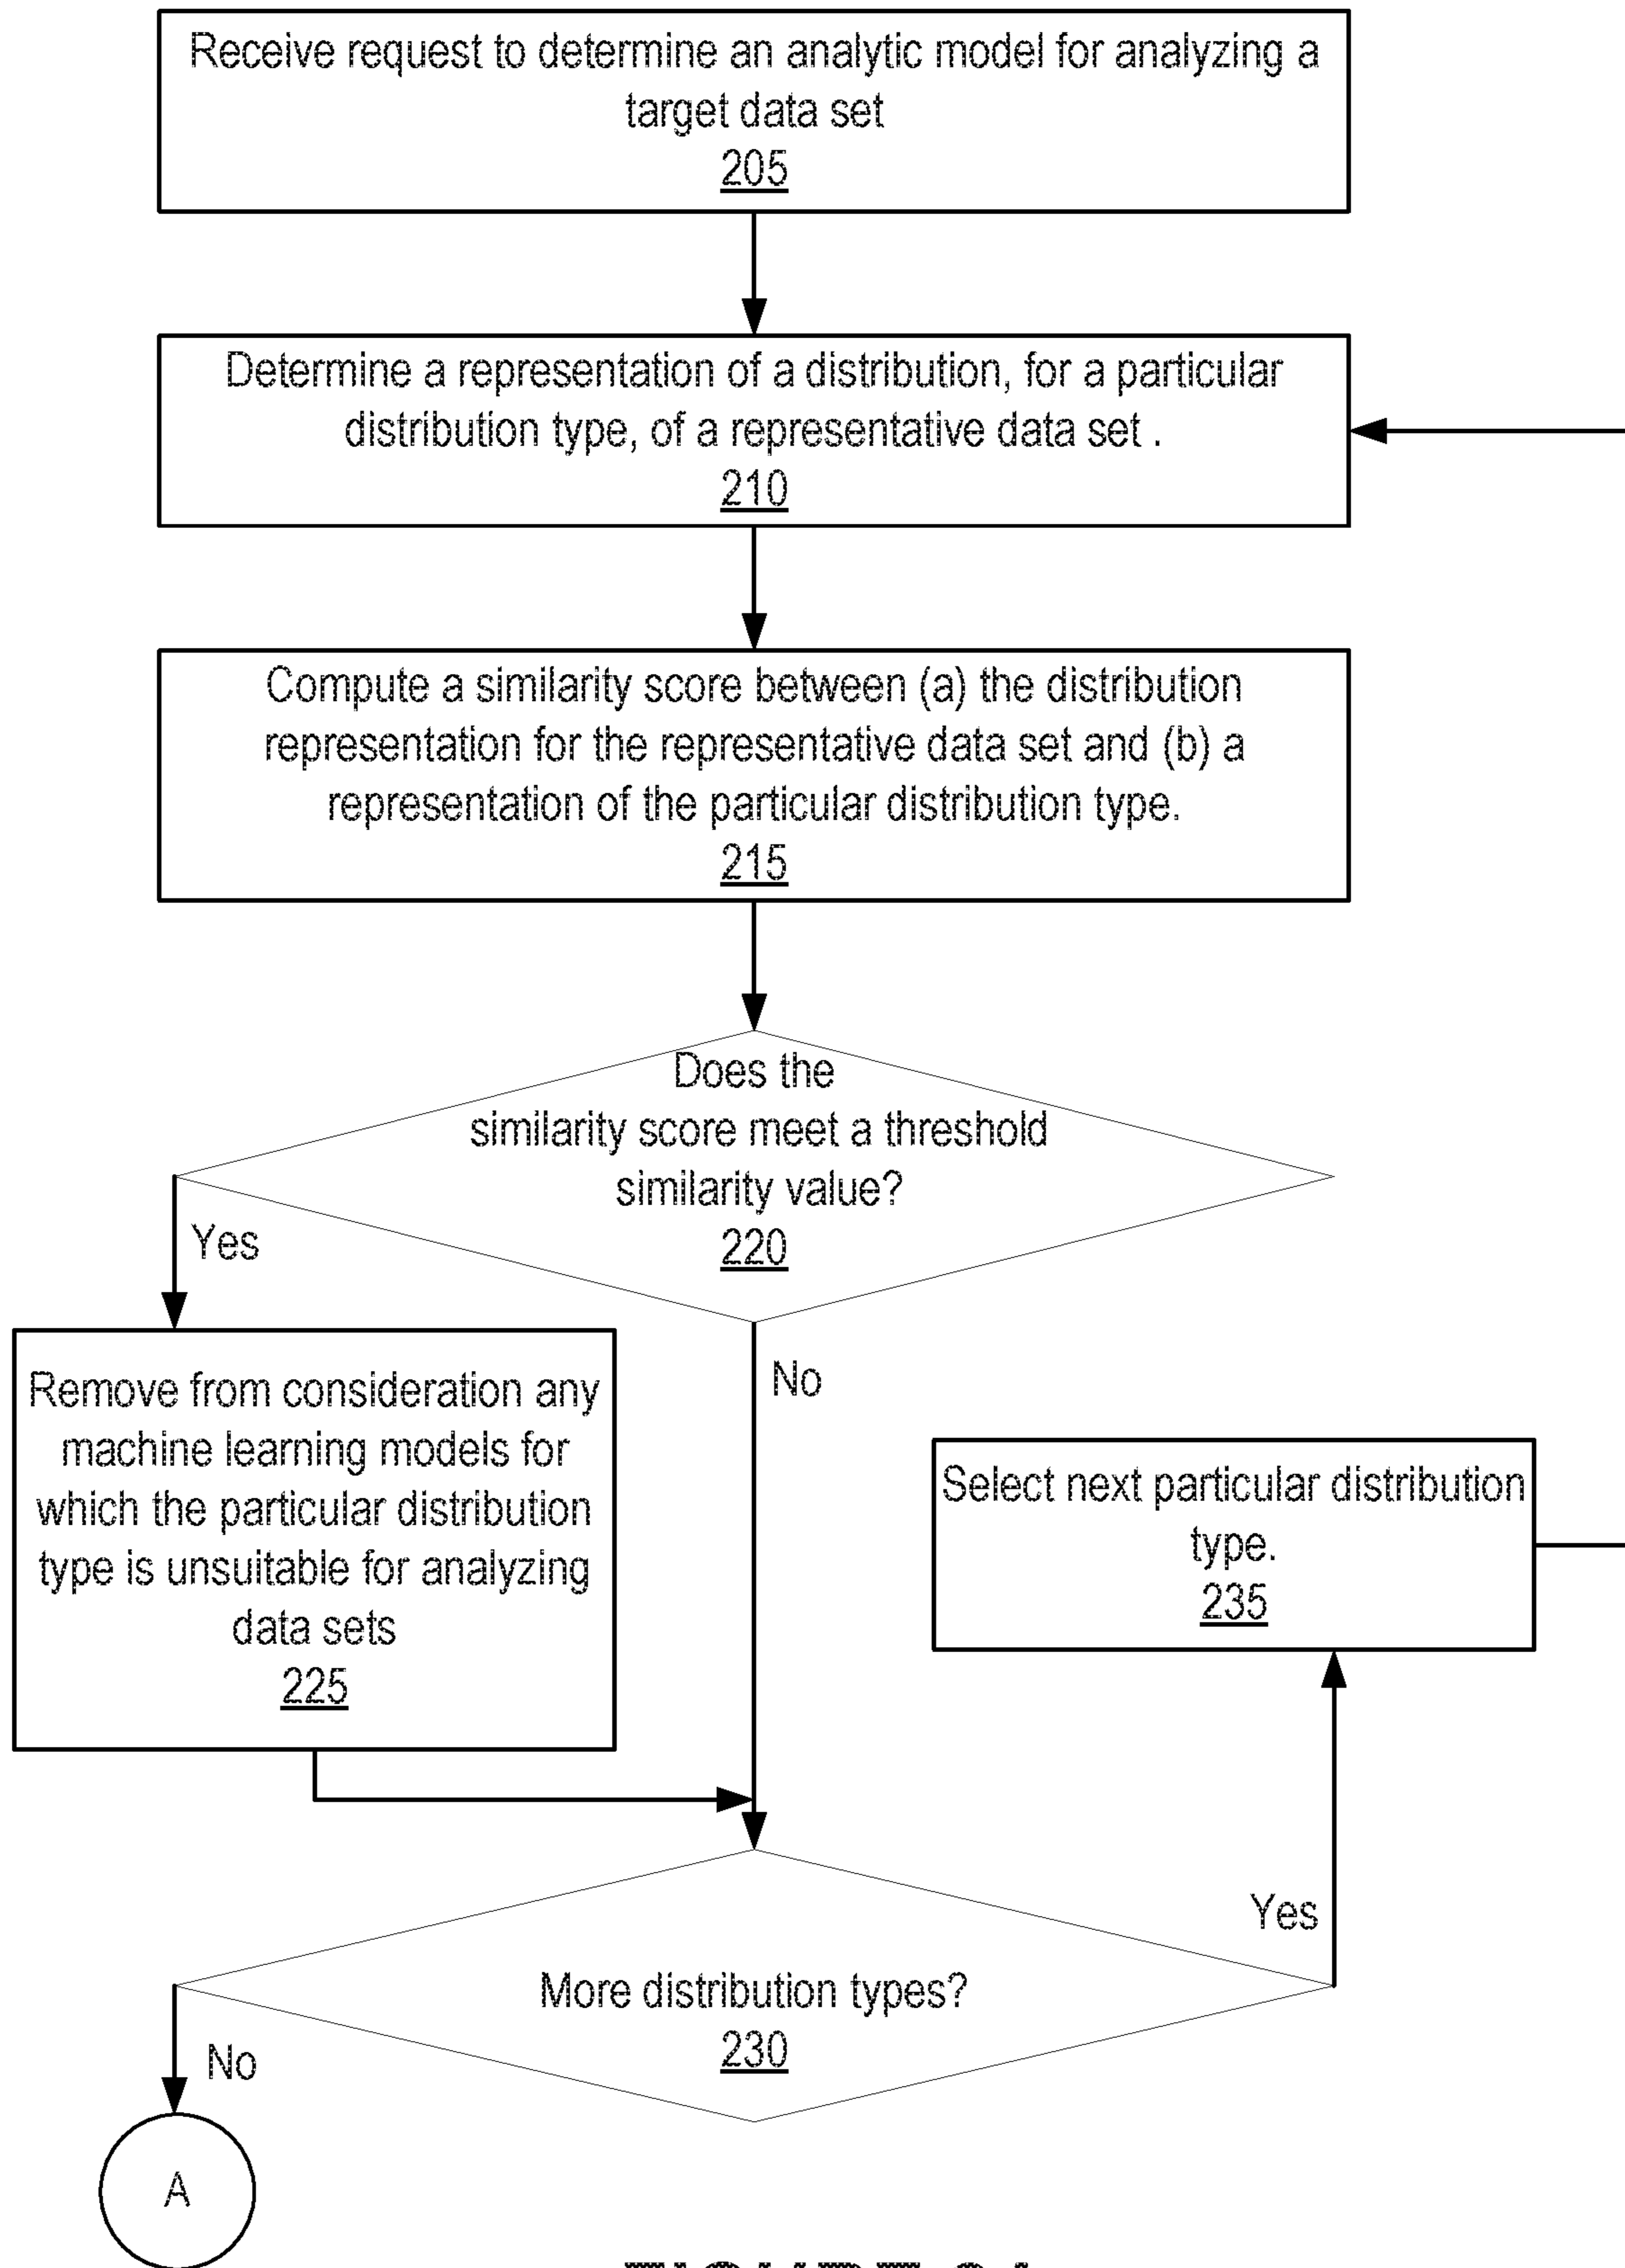 Receive request to determine an analytic model for analyzing a
target data set
205
Determine a representation of a distribution, for a particular
distribution type, of a representative data set .
210
Compute a similarity score between (a) the distribution
representation for the representative data set and (b) a
representation of the particular distribution type.
215
Does the
similarity score meet a threshold
similarity value?
220
Yes
No
Remove from consideration any
machine learning models for
which the particular distribution
type is unsuitable for analyzing
data sets
225
Select next particular distribution
type.
235
Yes
More distribution types?
230
No
A